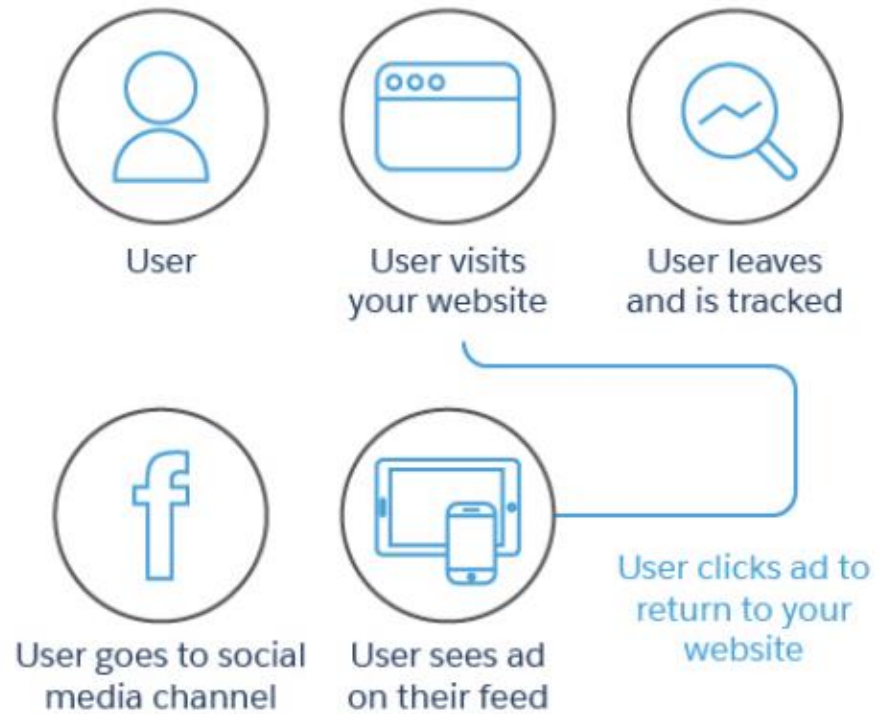 User
User visits
your website
User leaves
and is tracked
User goes to social
media channel
User sees ad
on their feed
User clicks ad to
return to your
website